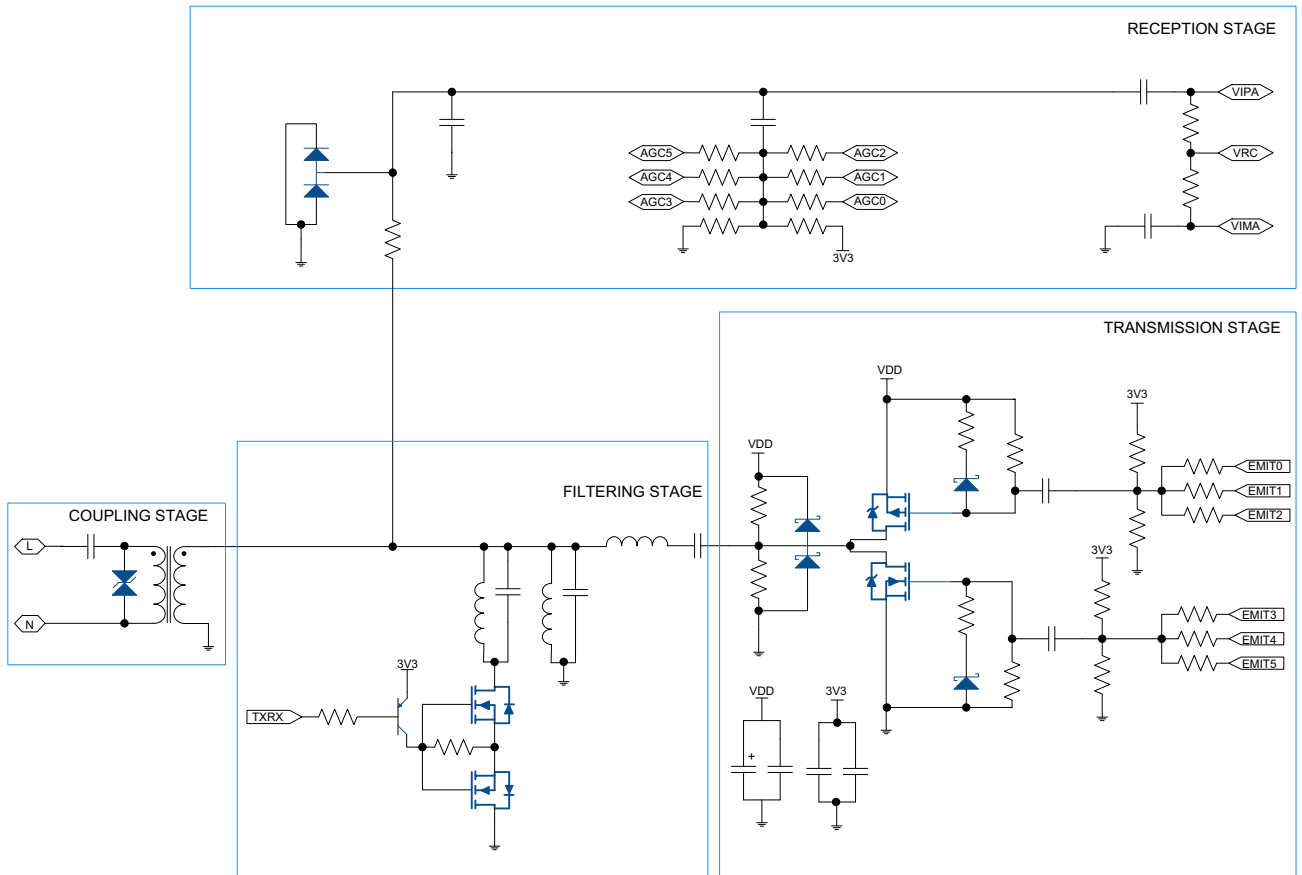 RECEPTION STAGE
VIPA
AGC5
AGC2
VRC
AGC4
AGC1
AGC3
AGC0
VIMA
3V3
TRANSMISSION STAGE
VDD
3V3
VDD
EMIT0
FILTERING STAGE
EMIT1
COUPLING STAGE
EMIT2
L
3V3
N
EMIT3
EMIT4
3V3
EMIT5
VDD
3V3
TXRX
+